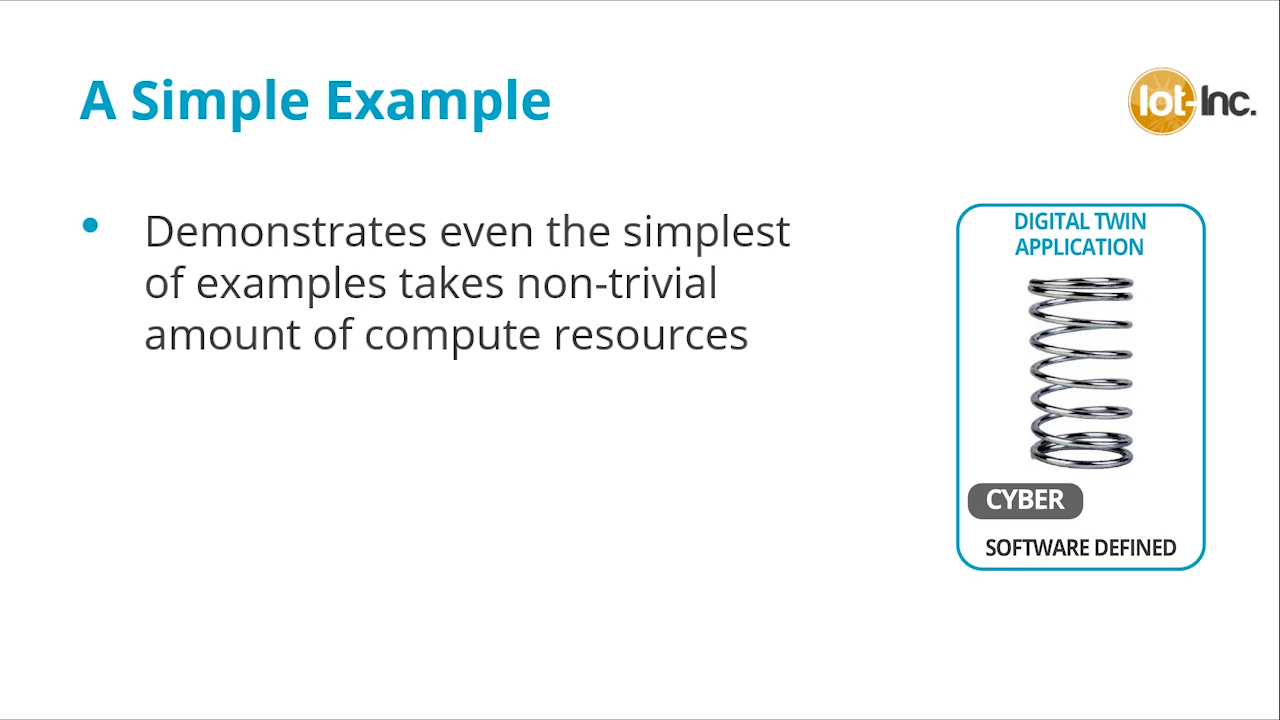 A Simple Example
Iot-Inc.
Demonstrates even the simplest
of examples takes non-trivial
amount of compute resources
DIGITAL TWIN
APPLICATION
CYBER
SOFTWARE DEFINED